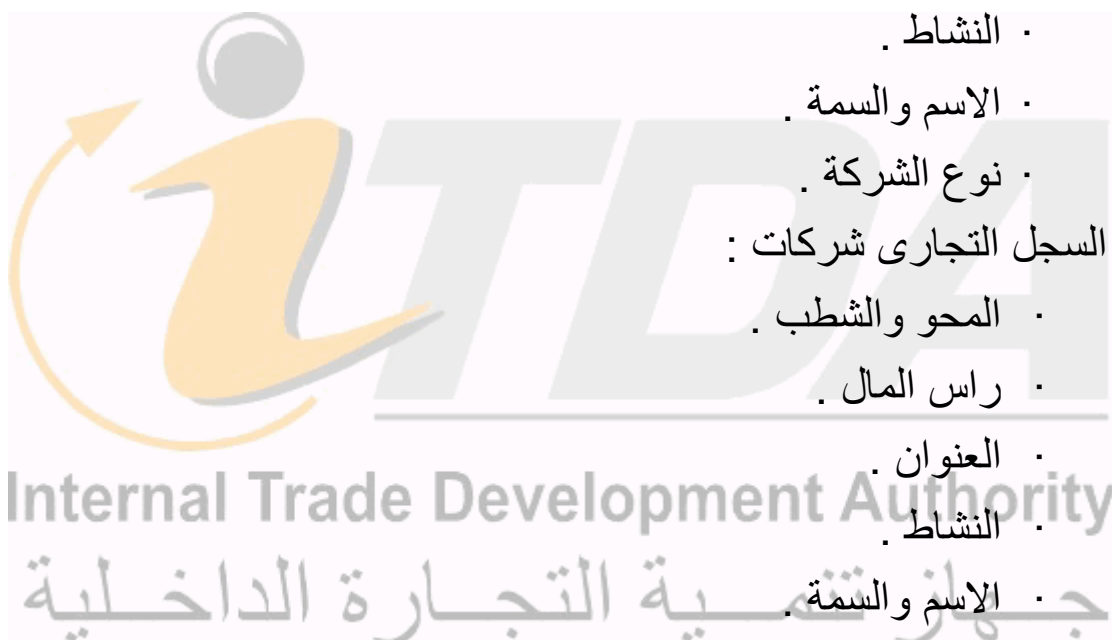 · النشاط .
· الاسم والسمة .
· نوع الشركة .
السجل التجارى شركات :
· المحو والشطب .
· راس المال .
· العنوان .
· النشاط .
· الاسم والسمة .
iTDA
Internal Trade Development Authority
جهاز تنمية التجارة الداخلية